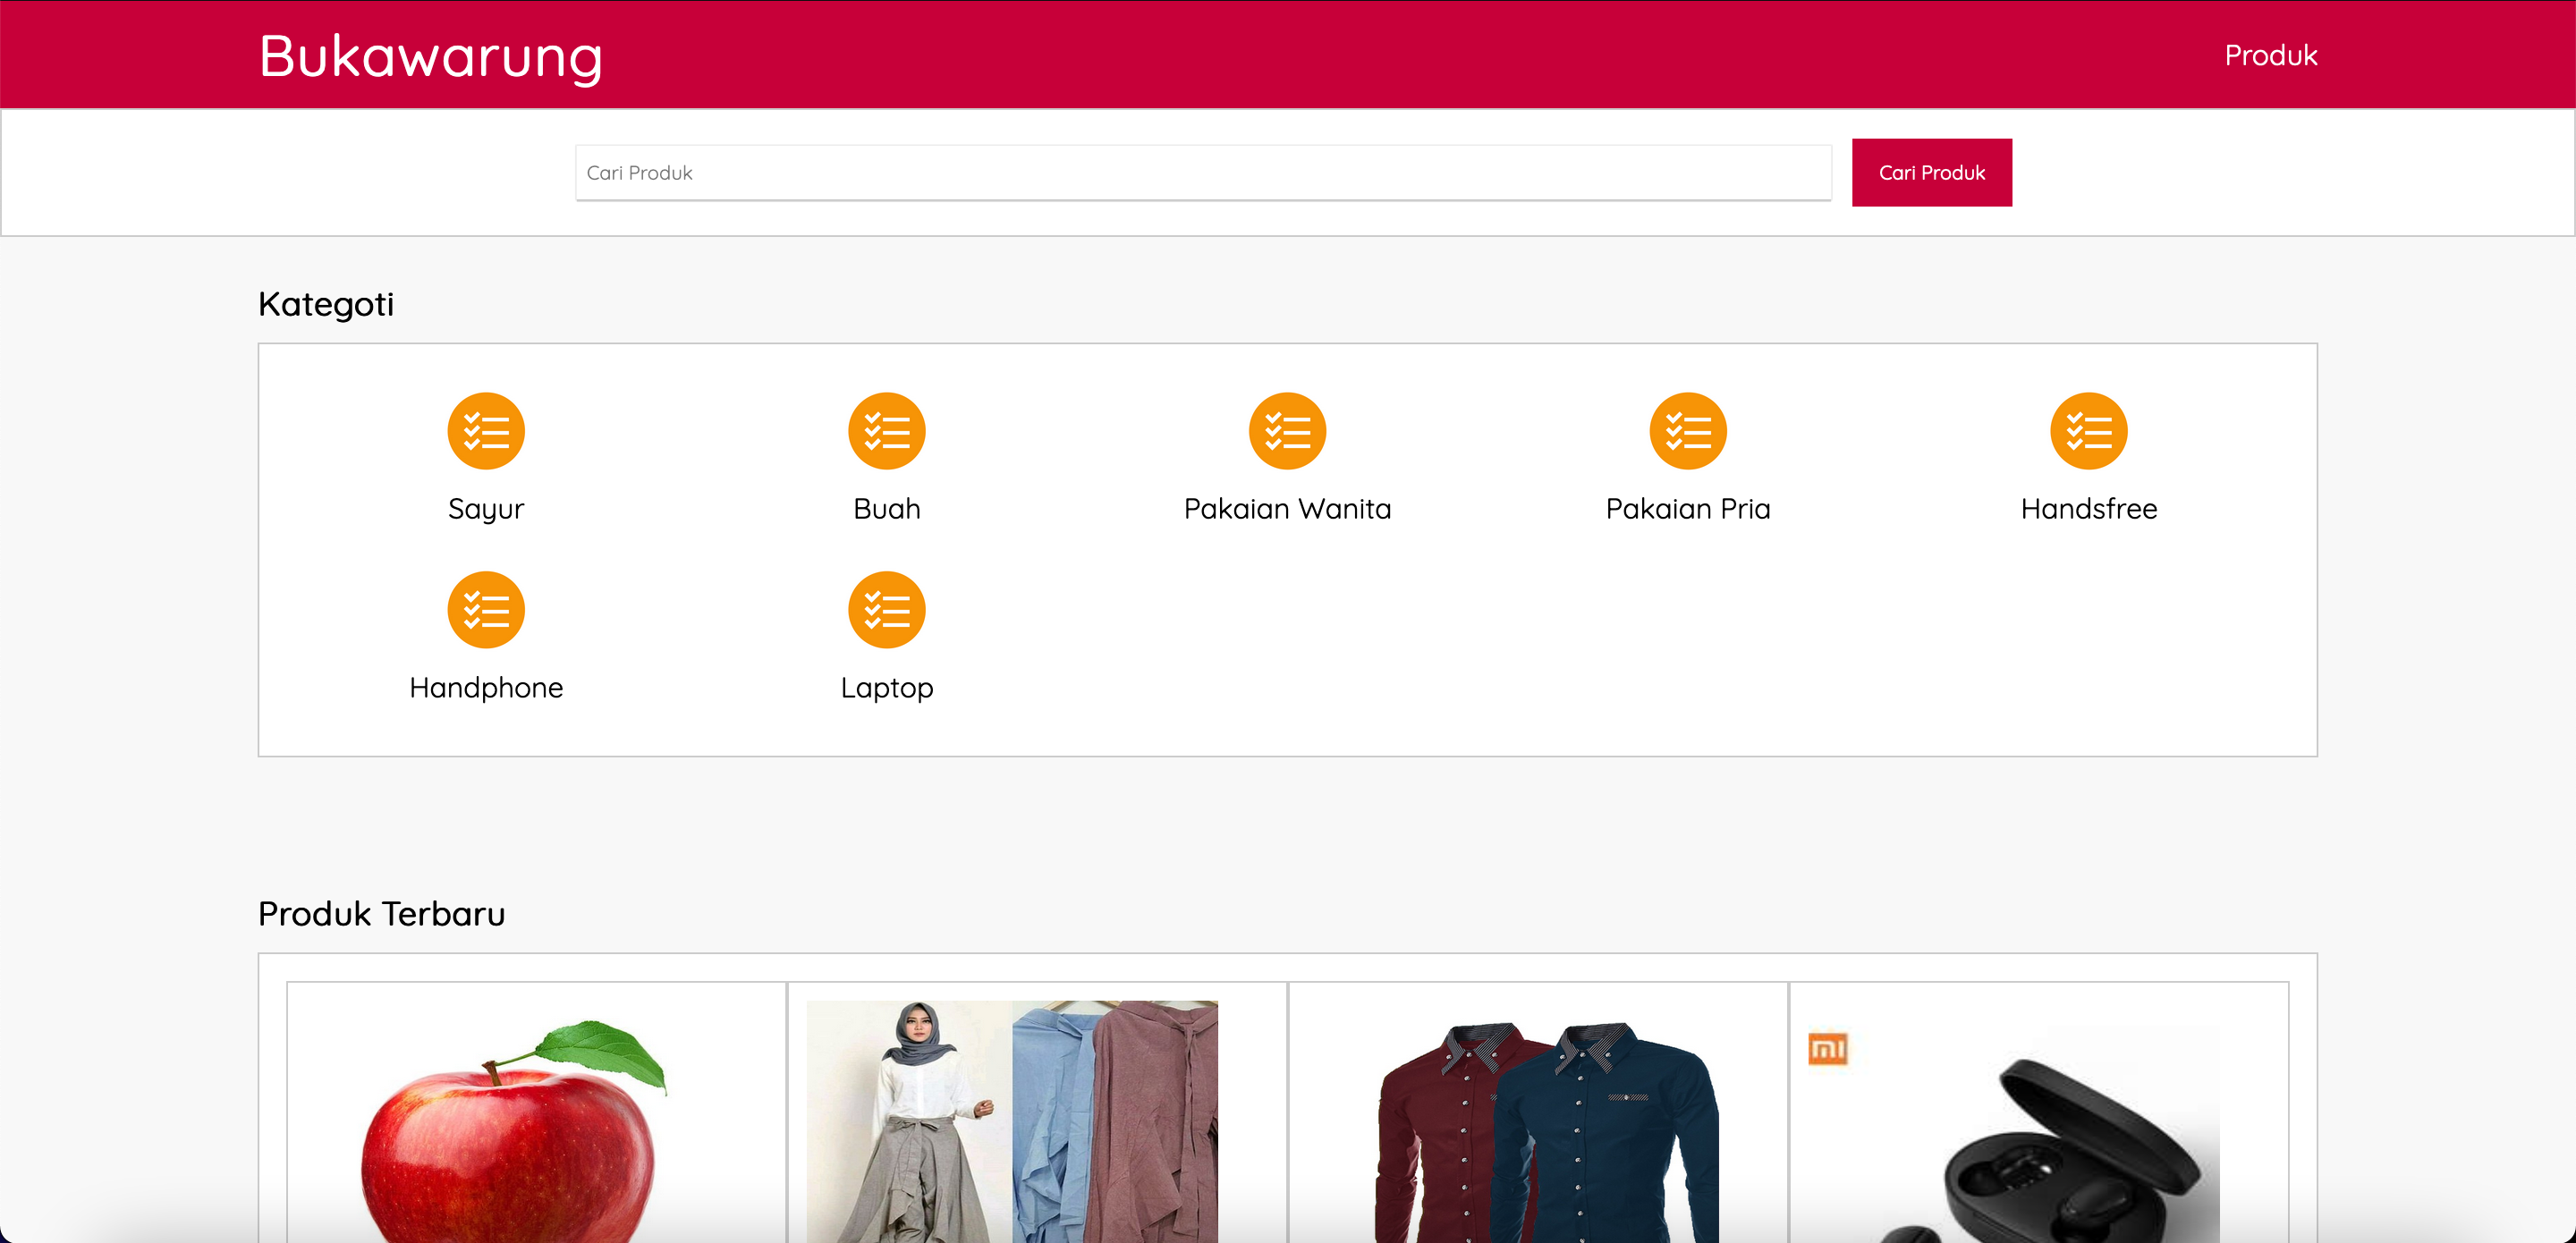 Bukawarung
Produk
Cari Produk
Cari Produk
Kategoti
Sayur
Buah
Pakaian Wanita
Pakaian Pria
Handsfree
Handphone
Laptop
Produk Terbaru
mi